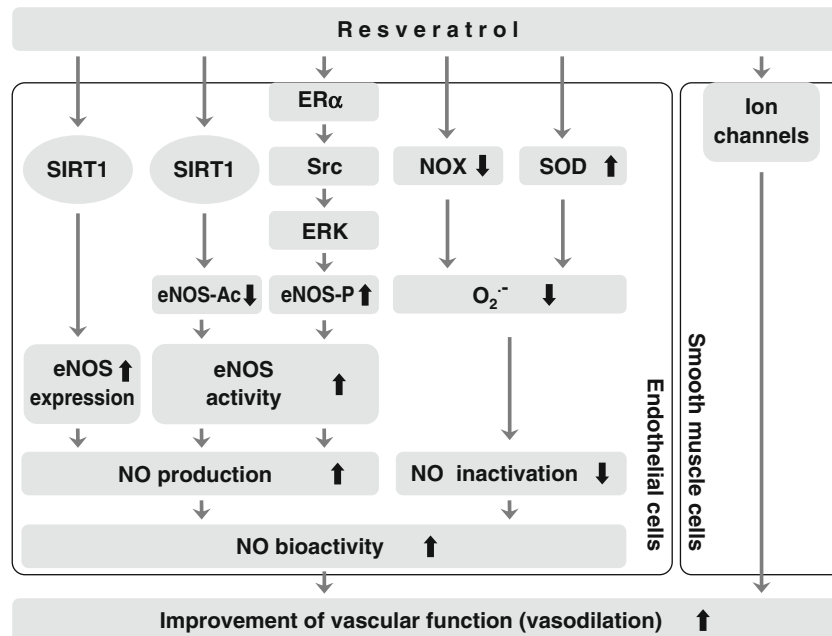 Resveratrol
ERα
Ion
channels
SIRT1
SIRT1
Src
NOX ⬇
SOD ⬆
ERK
eNOS-Ac ⬇
eNOS-P ⬆
O₂·- ⬇
eNOS ⬆
expression
eNOS
activity ⬆
Endothelial cells
Smooth muscle cells
NO production ⬆
NO inactivation ⬇
NO bioactivity ⬆
Improvement of vascular function (vasodilation) ⬆